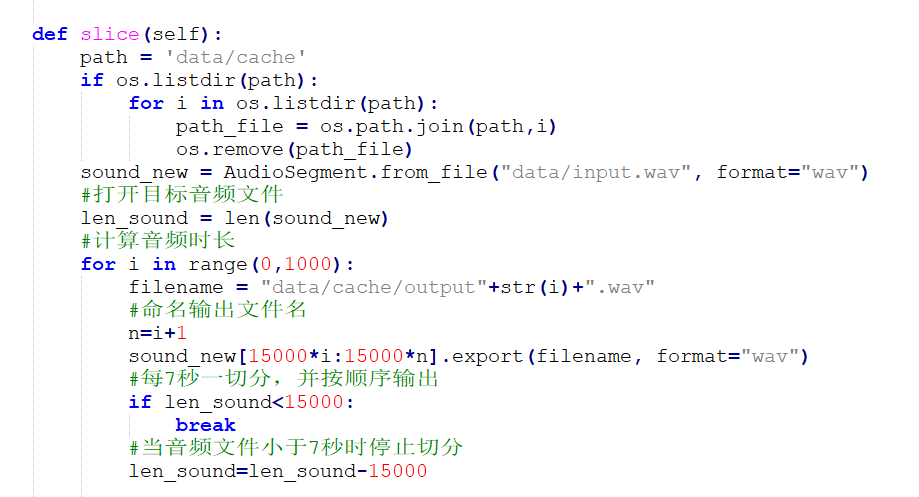 def slice(self):
    path = 'data/cache'
    if os.listdir(path):
        for i in os.listdir(path):
            path_file = os.path.join(path,i)
            os.remove(path_file)
    sound_new = AudioSegment.from_file("data/input.wav", format="wav")
    #打开目标音频文件
    len_sound = len(sound_new)
    #计算音频时长
    for i in range(0,1000):
        filename = "data/cache/output"+str(i)+".wav"
        #命名输出文件名
        n=i+1
        sound_new[15000*i:15000*n].export(filename, format="wav")
        #每7秒一切分，并按顺序输出
        if len_sound<15000:
            break
        #当音频文件小于7秒时停止切分
        len_sound=len_sound-15000